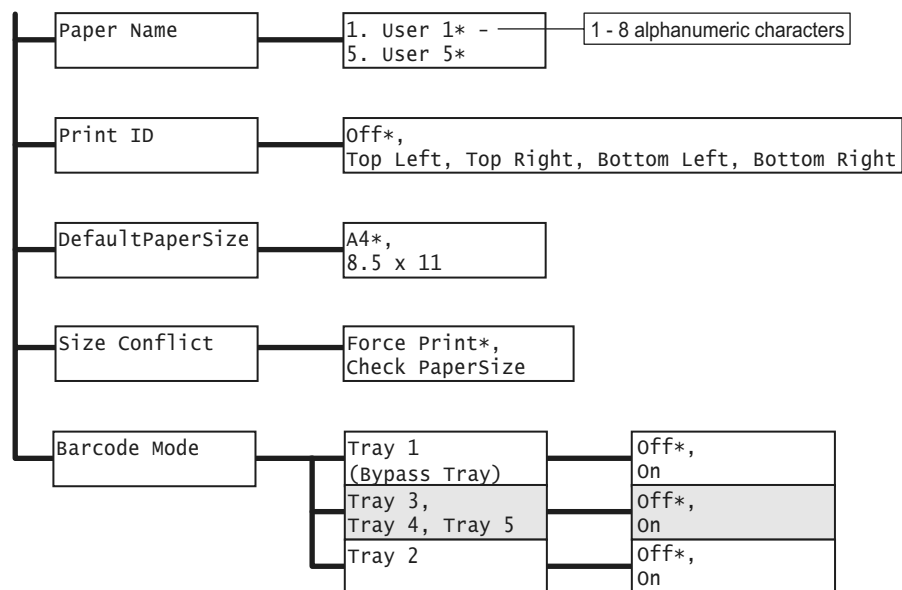 Paper Name
1. User 1* -
5. User 5*
1 - 8 alphanumeric characters
Print ID
Off*,
Top Left, Top Right, Bottom Left, Bottom Right
DefaultPaperSize
A4*,
8.5 x 11
Size Conflict
Force Print*,
Check PaperSize
Barcode Mode
Tray 1
(Bypass Tray)
Off*,
On
Tray 3,
Tray 4, Tray 5
Off*,
On
Tray 2
Off*,
On